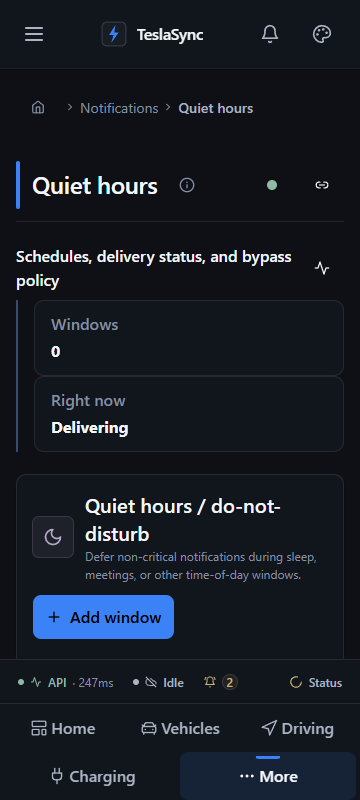 TeslaSync
Notifications
Quiet hours
Quiet hours
Schedules, delivery status, and bypass
policy
Windows
0
Right now
Delivering
Quiet hours / do-not-
disturb
Defer non-critical notifications during sleep,
meetings, or other time-of-day windows.
Add window
API · 247ms
Idle
2
Status
Home
Vehicles
Driving
Charging
More